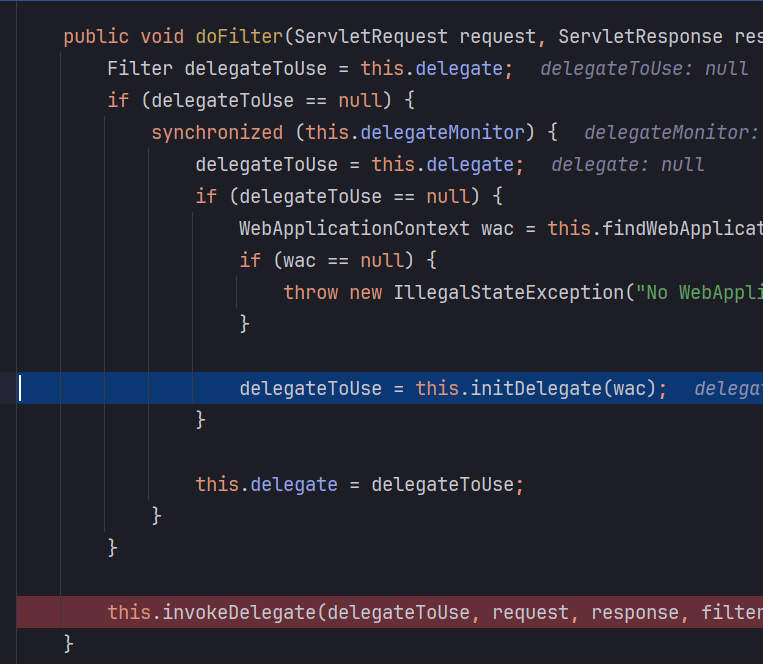 public void doFilter(ServletRequest request, ServletResponse res
Filter delegateToUse = this.delegate; delegateToUse: null
if (delegateToUse == null) {
synchronized (this.delegateMonitor) { delegateMonitor:
delegateToUse = this.delegate; delegate: null
if (delegateToUse == null) {
WebApplicationContext wac = this.findWebApplicat
if (wac == null) {
throw new IllegalStateException("No WebAppli
}
delegateToUse = this.initDelegate(wac); delegat
}
this.delegate = delegateToUse;
}
}
this.invokeDelegate(delegateToUse, request, response, filter
}